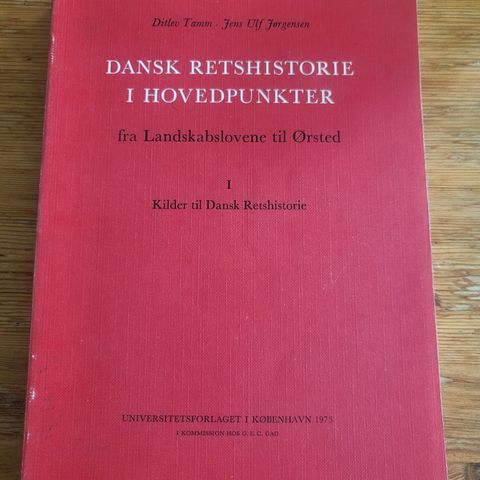 Ditlev Tamm · Jens Ulf Jørgensen
DANSK RETSHISTORIE
I HOVEDPUNKTER
fra Landskabslovene til Ørsted
I
Kilder til Dansk Retshistorie
UNIVERSITETSFORLAGET I KØBENHAVN 1973
I KOMMISSION HOS G. E. C. GAD